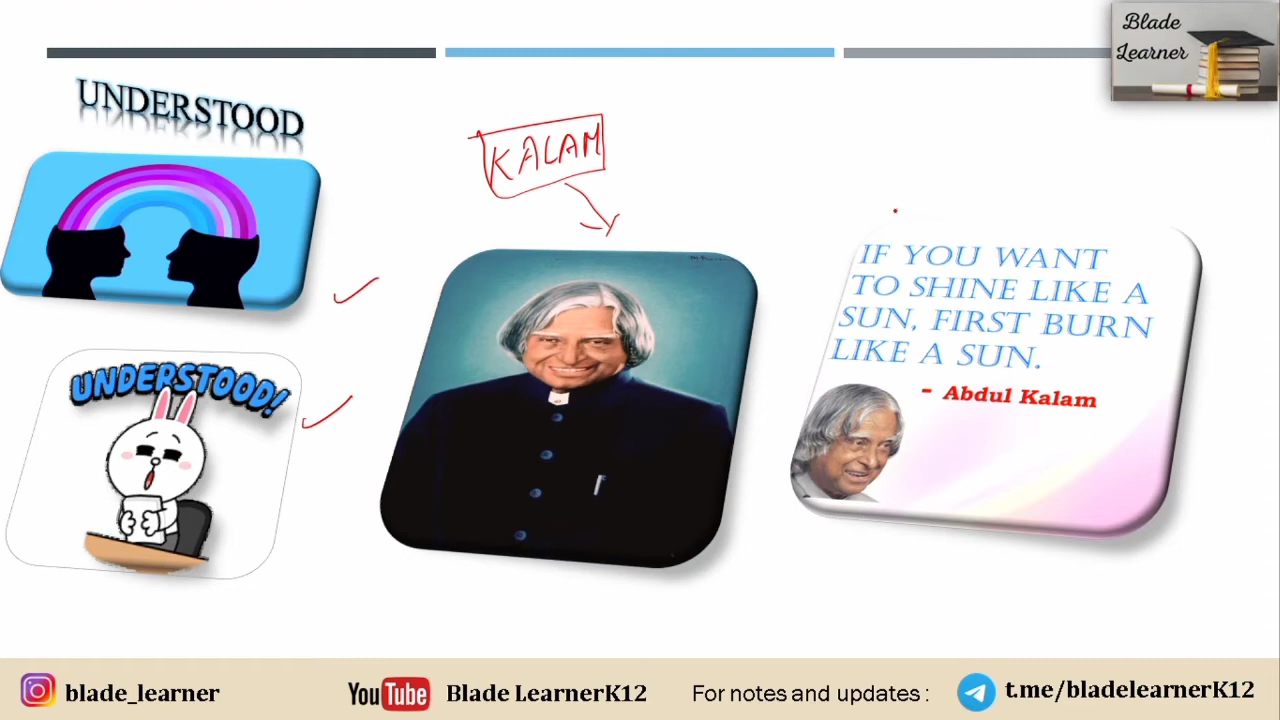 Blade
Learner
UNDERSTOOD
KALAM
UNDERSTOOD!
IF YOU WANT
TO SHINE LIKE A
SUN, FIRST BURN
LIKE A SUN.
- Abdul Kalam
blade_learner
YouTube Blade LearnerK12
For notes and updates :
t.me/bladelearnerK12